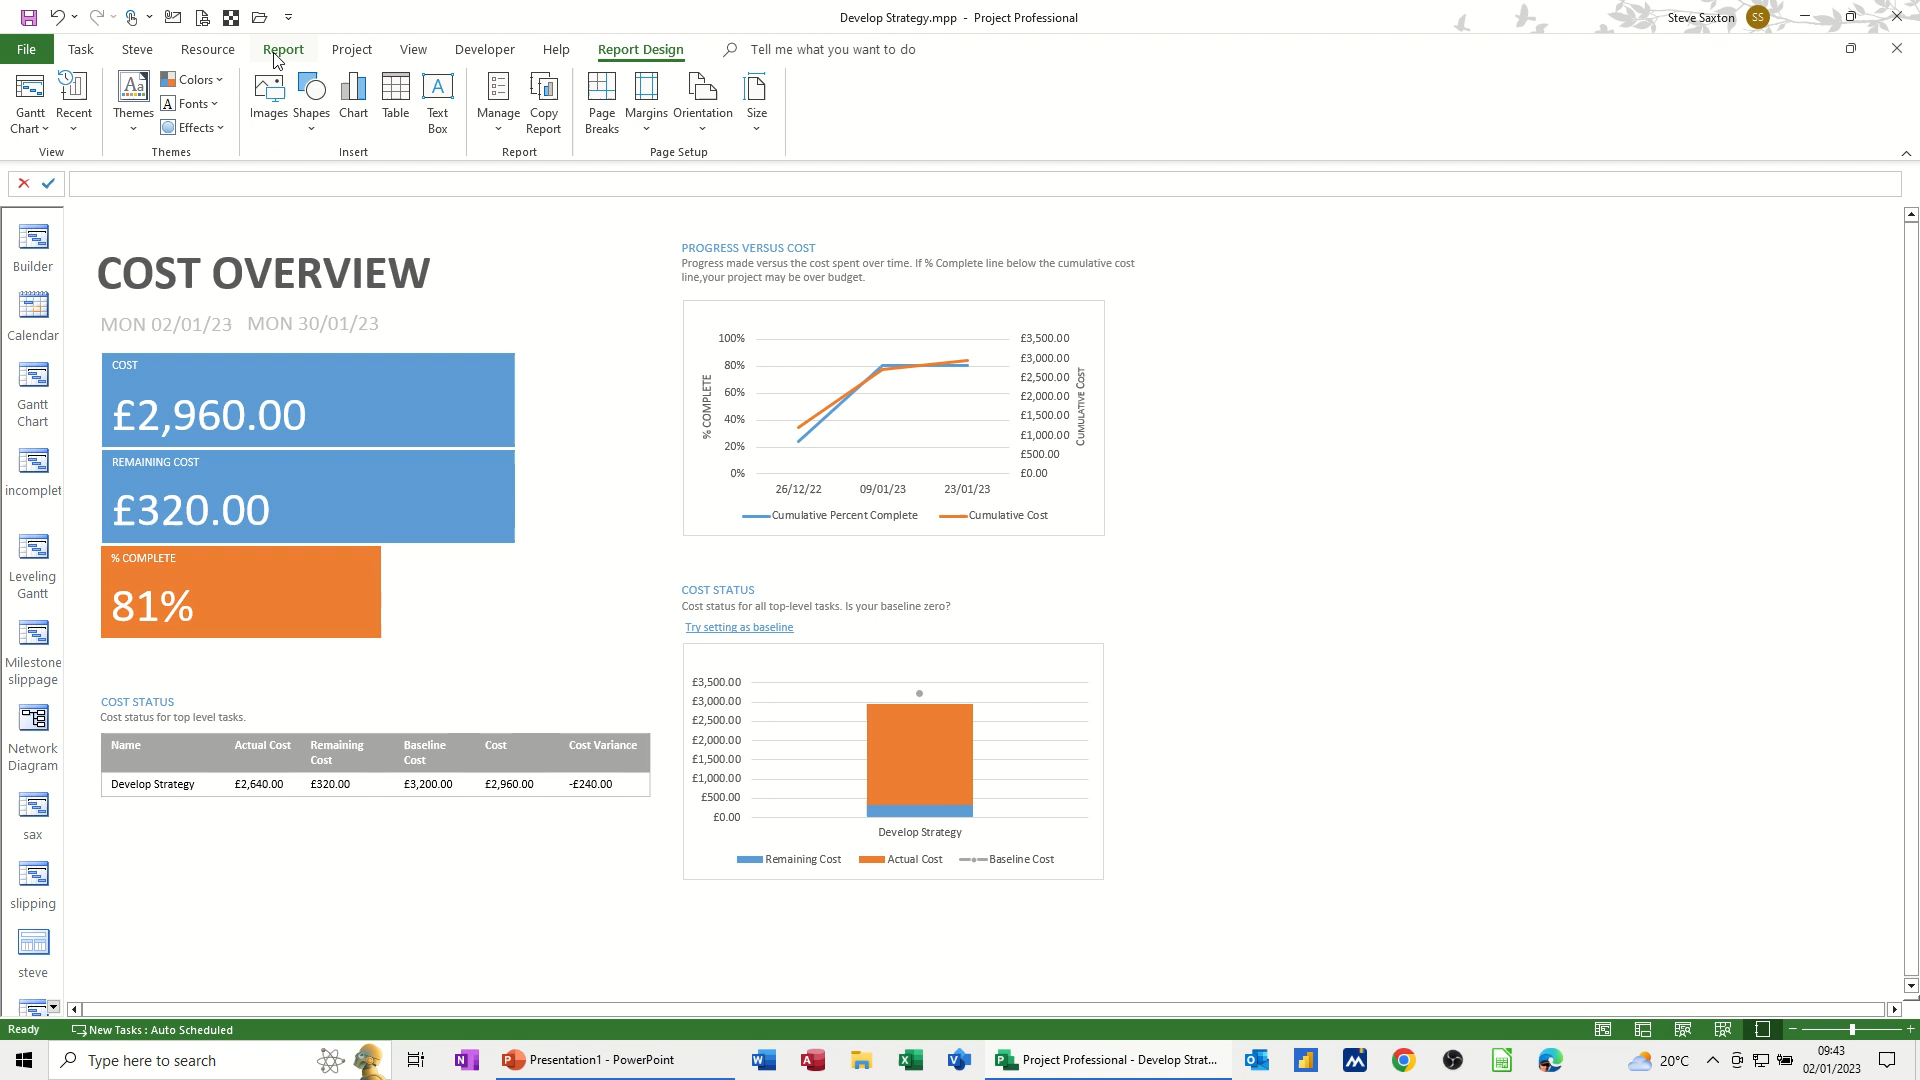 Develop Strategy.mpp - Project Professional
Steve Saxton
SS
File
Task
Steve
Resource
Report
Project
View
Developer
Help
Report Design
Tell me what you want to do
Gantt
Chart
Recent
View
Aa
Themes
Colors
A
Fonts
Effects
Themes
Images
Shapes
Chart
Table
A
Text
Box
Insert
Manage
Copy
Report
Report
Page
Breaks
Margins
Orientation
Size
Page Setup
Builder
Calendar
Gantt
Chart
incomplet
Leveling
Gantt
Milestone
slippage
Network
Diagram
sax
slipping
steve
COST OVERVIEW
MON 02/01/23 MON 30/01/23
COST
£2,960.00
REMAINING COST
£320.00
% COMPLETE
81%
COST STATUS
Cost status for top level tasks.
Name Actual Cost Remaining Cost Baseline Cost Cost Cost Variance
Develop Strategy £2,640.00 £320.00 £3,200.00 £2,960.00 -£240.00
PROGRESS VERSUS COST
Progress made versus the cost spent over time. If % Complete line below the cumulative cost
line,your project may be over budget.
% COMPLETE
100%
80%
60%
40%
20%
0%
£3,500.00
£3,000.00
£2,500.00
£2,000.00
£1,500.00
£1,000.00
£500.00
£0.00
CUMULATIVE COST
26/12/22 09/01/23 23/01/23
Cumulative Percent Complete Cumulative Cost
COST STATUS
Cost status for all top-level tasks. Is your baseline zero?
Try setting as baseline
£3,500.00
£3,000.00
£2,500.00
£2,000.00
£1,500.00
£1,000.00
£500.00
£0.00
Develop Strategy
Remaining Cost Actual Cost Baseline Cost
Ready
New Tasks : Auto Scheduled
Type here to search
N
P
Presentation1 - PowerPoint
W
A
X
V
P
Project Professional - Develop Strat...
O
20°C
09:43
02/01/2023